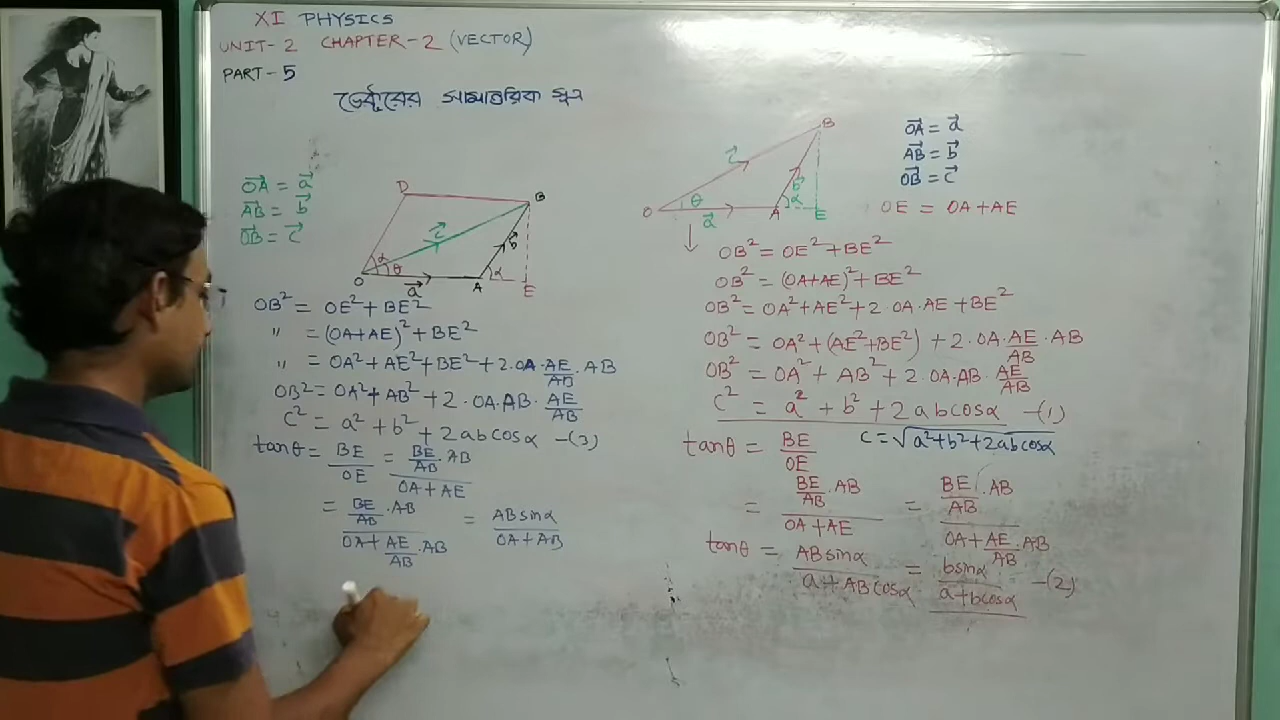 XI PHYSICS
UNIT-2 CHAPTER-2 (VECTOR)
PART-5
ভেক্টরের সামান্তরিক সূত্র
OA⃗ = a⃗
AB⃗ = b⃗
OB⃗ = c⃗
D
B
c⃗
b⃗
α
θ
α
O
a⃗
A
E
OB² = OE² + BE²
" = (OA+AE)² + BE²
" = OA² + AE² + BE² + 2.OA·AE/AB·AB
OB² = OA² + AB² + 2·OA.AB·AE/AB
c² = a² + b² + 2abcosα –(3)
tanθ = BE/OE = (BE/AB·AB)/(OA+AE)
= (BE/AB·AB)/(OA+AE/AB·AB) = ABsinα/(OA+AB)
B
c⃗
b⃗
θ
α
O
a⃗
A
E
OA⃗ = a⃗
AB⃗ = b⃗
OB⃗ = c⃗
OE = OA+AE
OB² = OE² + BE²
OB² = (OA+AE)² + BE²
OB² = OA² + AE² + 2 OA.AE + BE²
OB² = OA² + (AE²+BE²) + 2·OA·AE/AB·AB
OB² = OA² + AB² + 2 OA.AB·AE/AB
c² = a² + b² + 2abcosα –(1)
c = √(a²+b²+2abcosα)
tanθ = BE/OE
= (BE/AB·AB)/(OA+AE) = (BE/AB·AB)/(OA+AE/AB·AB)
tanθ = ABsinα/(a+ABcosα) = bsinα/(a+bcosα) –(2)